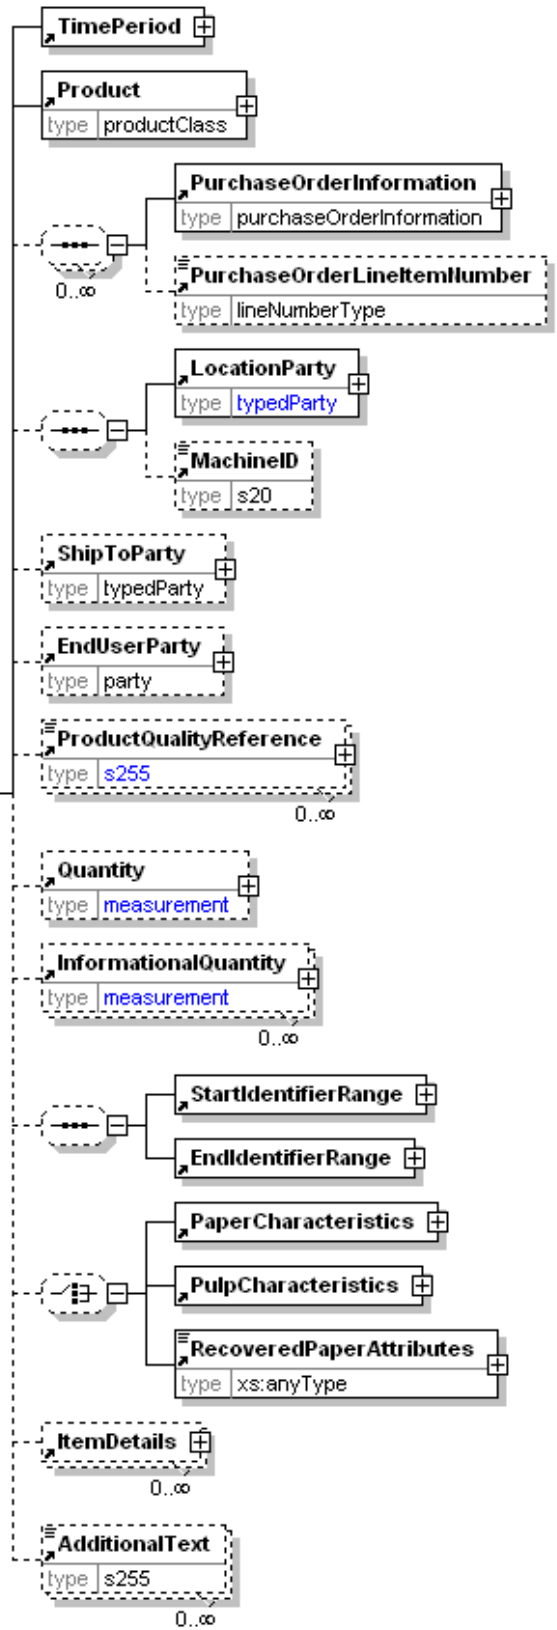 TimePeriod
Product
type productClass
PurchaseOrderInformation
type purchaseOrderInformation
0..∞
PurchaseOrderLineItemNumber
type lineNumberType
LocationParty
type typedParty
MachineID
type s20
ShipToParty
type typedParty
EndUserParty
type party
ProductQualityReference
type s255
0..∞
Quantity
type measurement
InformationalQuantity
type measurement
0..∞
StartIdentifierRange
EndIdentifierRange
PaperCharacteristics
PulpCharacteristics
RecoveredPaperAttributes
type xs:anyType
ItemDetails
0..∞
AdditionalText
type s255
0..∞